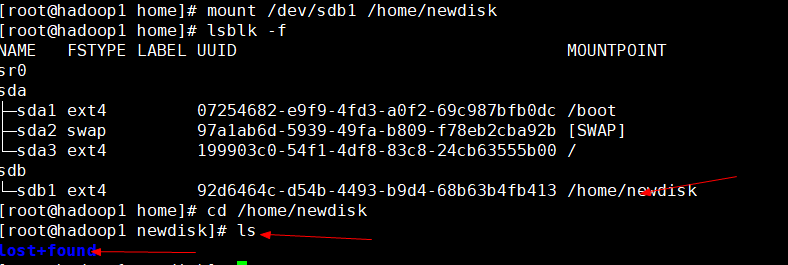 [root@hadoop1 home]# mount /dev/sdb1 /home/newdisk
[root@hadoop1 home]# lsblk -f
NAME   FSTYPE LABEL UUID                                 MOUNTPOINT
sr0
sda
├─sda1 ext4         07254682-e9f9-4fd3-a0f2-69c987bfb0dc /boot
├─sda2 swap         97a1ab6d-5939-49fa-b809-f78eb2cba92b [SWAP]
└─sda3 ext4         199903c0-54f1-4df8-83c8-24cb63555b00 /
sdb
└─sdb1 ext4         92d6464c-d54b-4493-b9d4-68b63b4fb413 /home/newdisk
[root@hadoop1 home]# cd /home/newdisk
[root@hadoop1 newdisk]# ls
lost+found